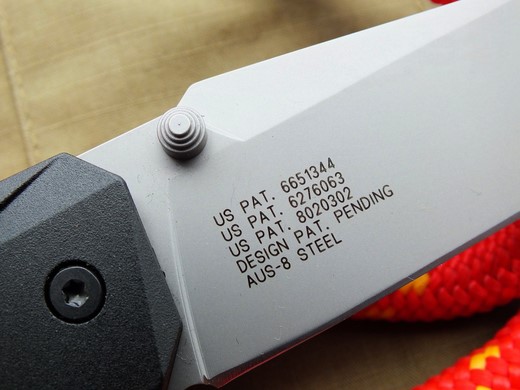 US PAT. 6651344
US PAT. 6276063
US PAT. 8020302
DESIGN PAT. PENDING
AUS-8 STEEL